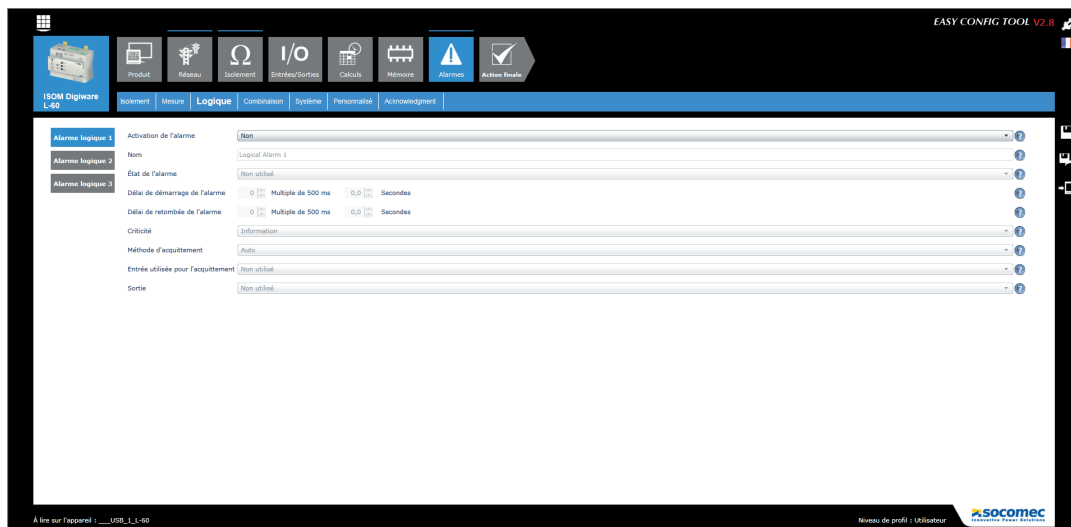 EASY CONFIG TOOL V2.8
Produit
Réseau
Isolement
I/O
Entrées/Sorties
Calculs
Mémoire
Alarmes
Action finale
ISOM Digiware
L-60
Isolement
Mesure
Logique
Combinaison
Système
Personnalisé
Acknowledgment
Alarme logique 1
Alarme logique 2
Alarme logique 3
Activation de l'alarme
Non
Nom
Logical Alarm 1
État de l'alarme
Non utilisé
Délai de démarrage de l'alarme
0 Multiple de 500 ms 0,0 Secondes
Délai de retombée de l'alarme
0 Multiple de 500 ms 0,0 Secondes
Criticité
Information
Méthode d'acquittement
Auto
Entrée utilisée pour l'acquittement
Non utilisé
Sortie
Non utilisé
À lire sur l'appareil : ___USB_1_L-60
Niveau de profil : Utilisateur
socomec
Innovative Power Solutions